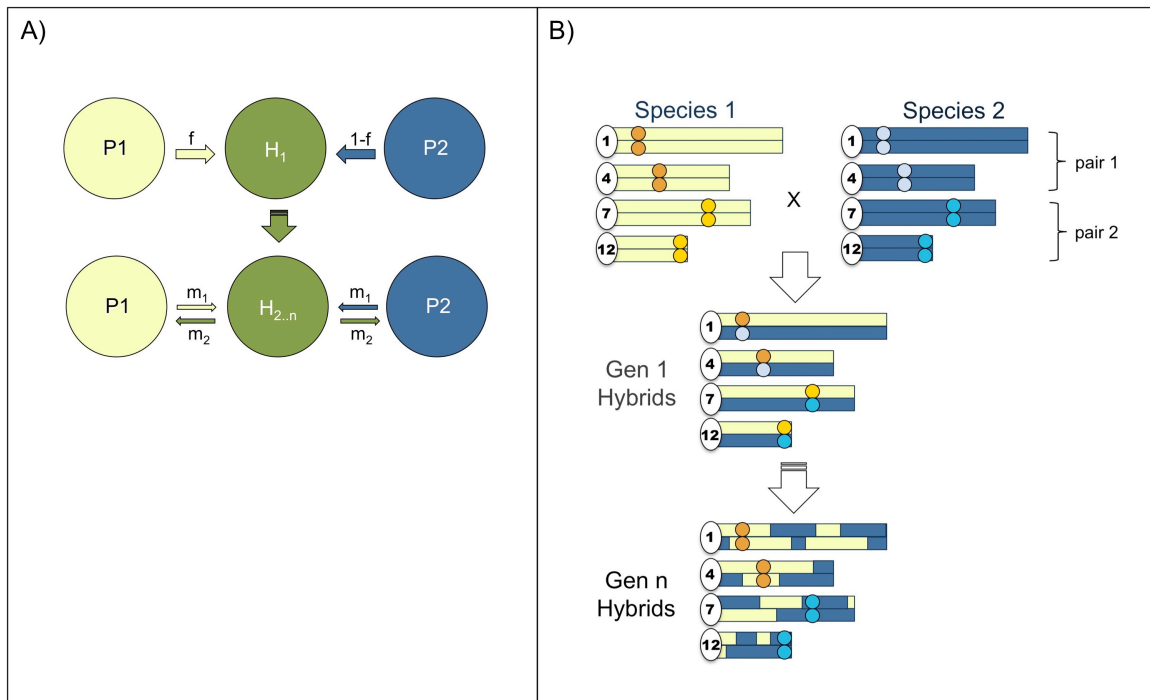 A)
P1
f
H1
1-f
P2
P1
m1
m2
H2..n
m1
m2
P2
B)
Species 1
Species 2
1
4
7
12
X
1
4
7
12
pair 1
pair 2
Gen 1
Hybrids
1
4
7
12
Gen n
Hybrids
1
4
7
12